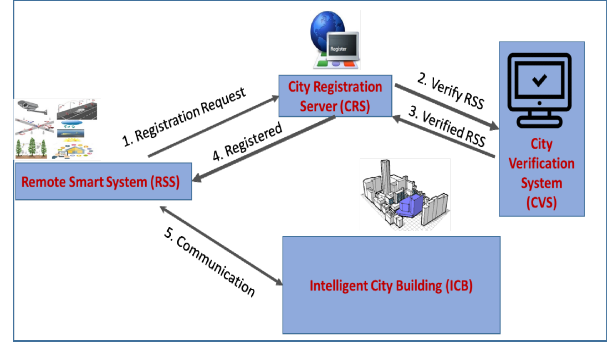 Register
City Registration
Server (CRS)
1. Registration Request
2. Verify RSS
3. Verified RSS
4. Registered
City
Verification
System
(CVS)
Remote Smart System (RSS)
5. Communication
Intelligent City Building (ICB)